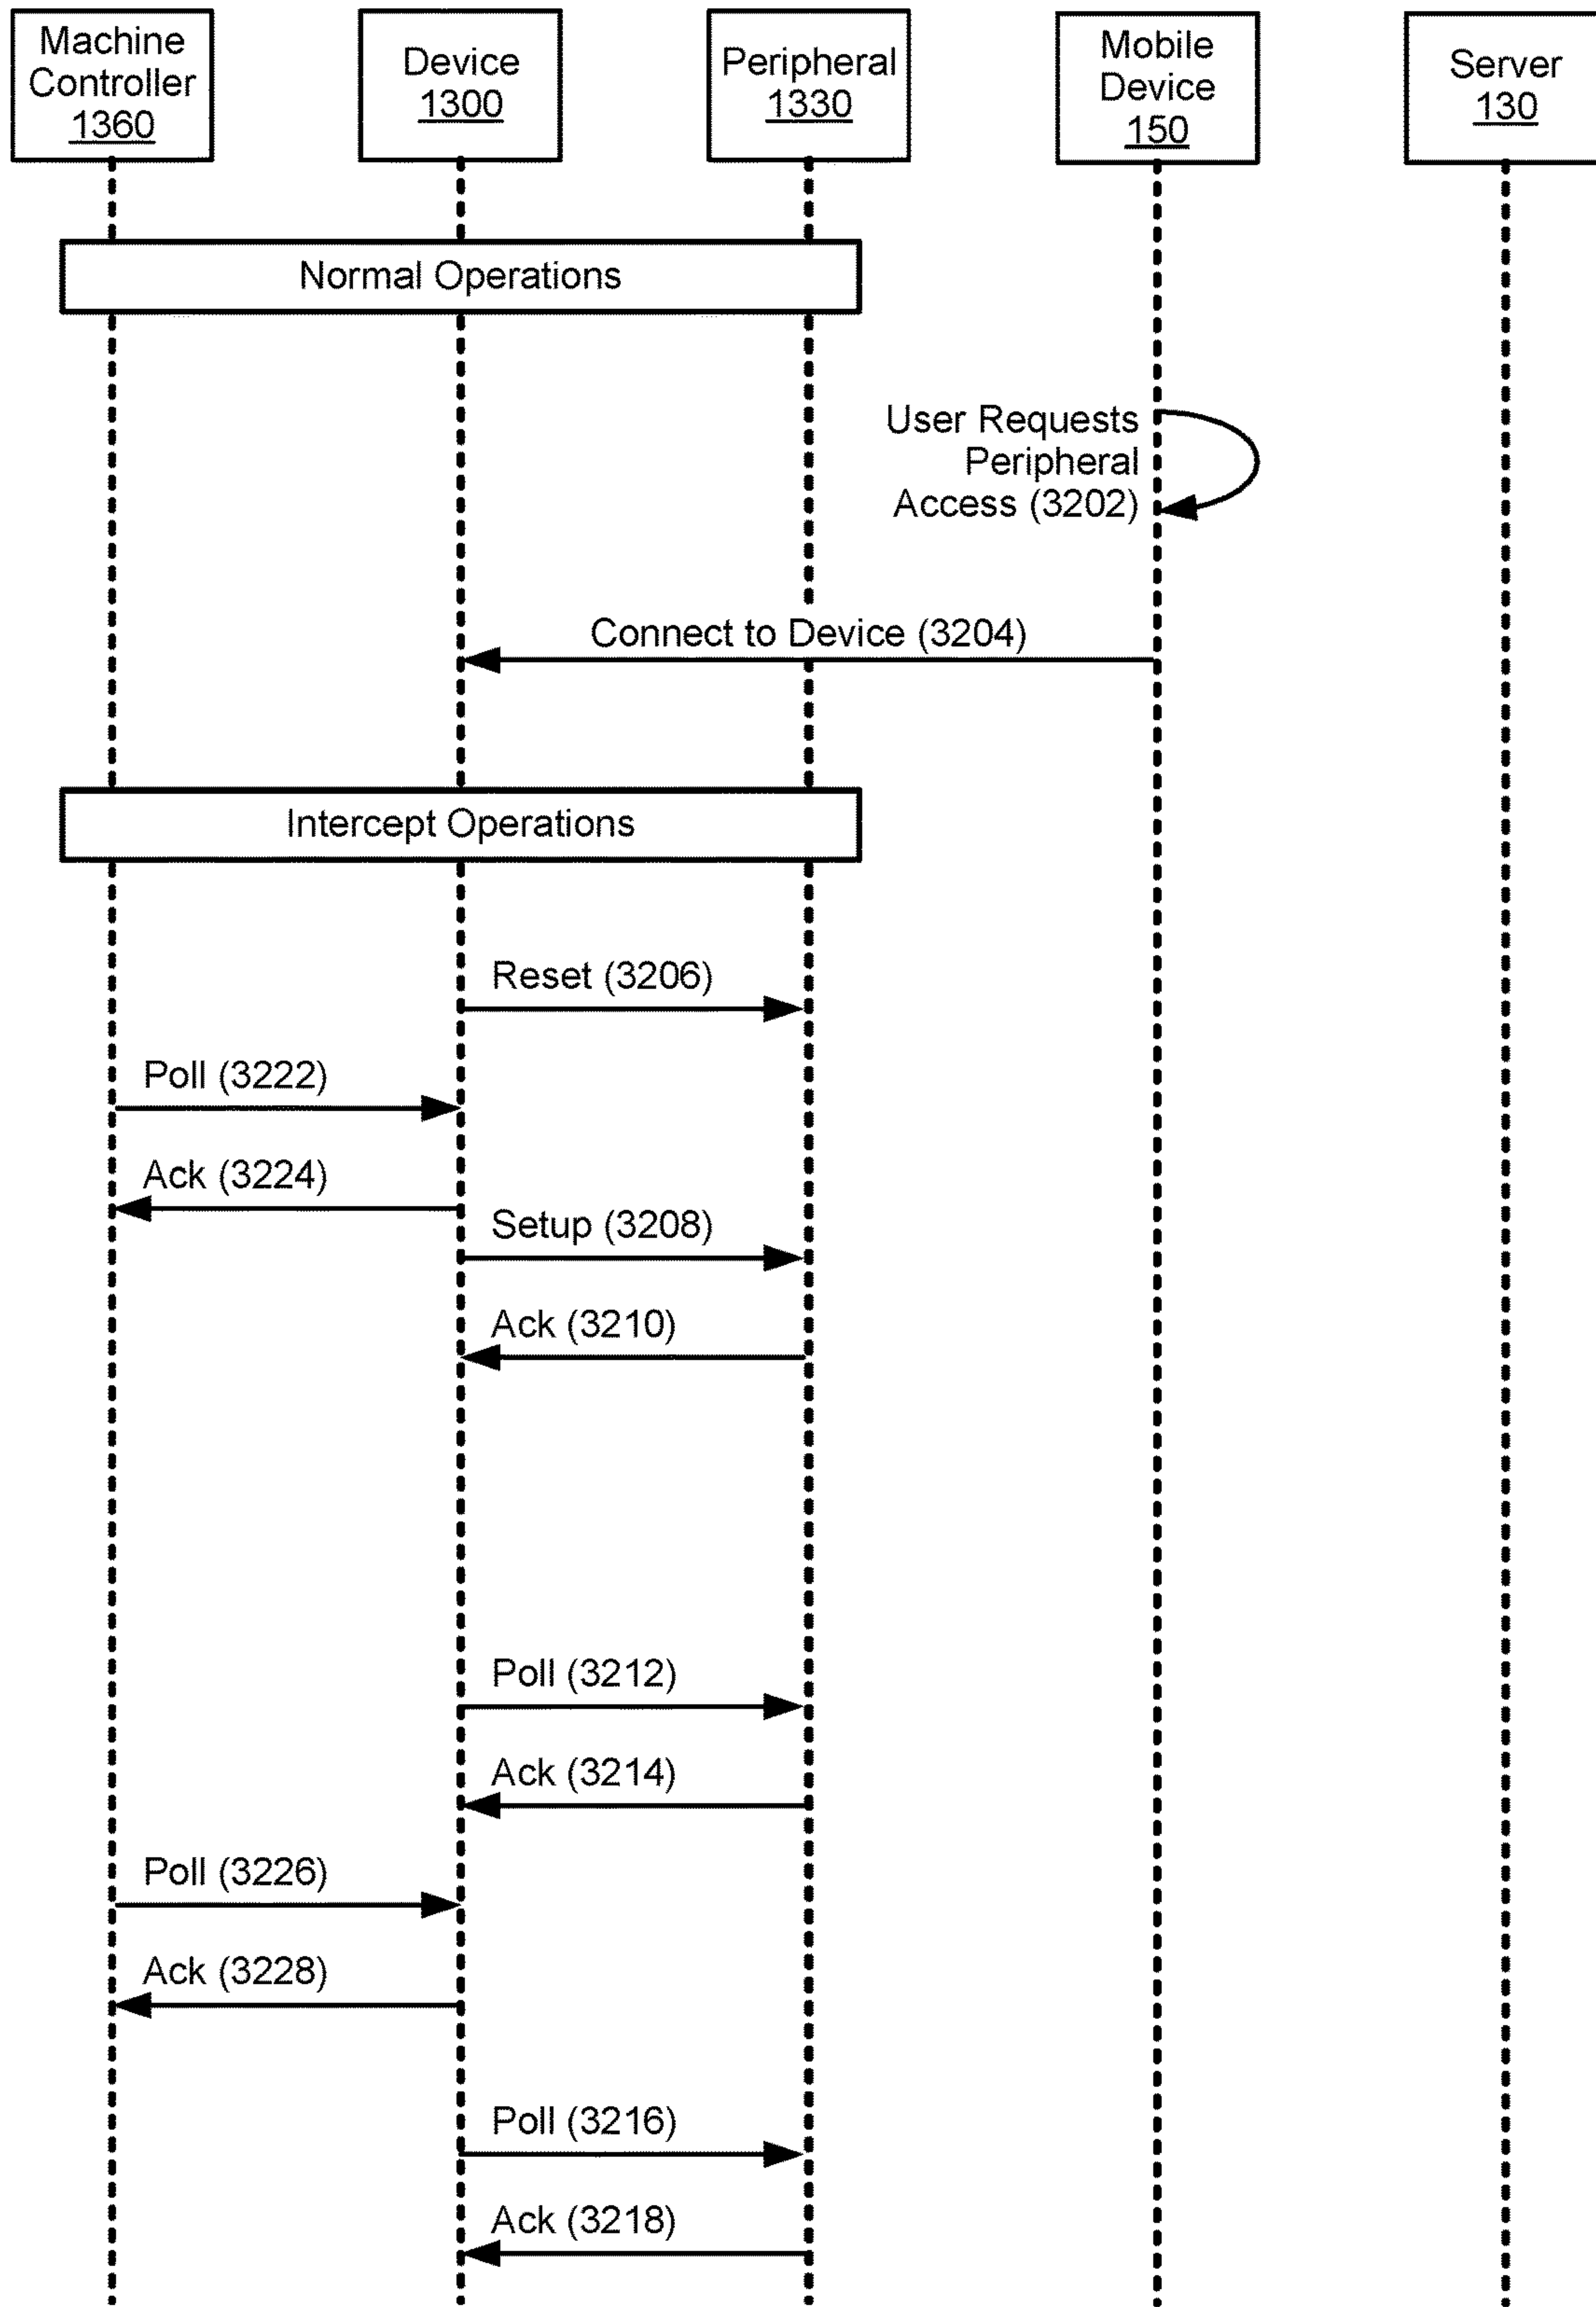 Machine
Controller
1360
Device
1300
Peripheral
1330
Mobile
Device
150
Server
130
Normal Operations
User Requests
Peripheral
Access (3202)
Connect to Device (3204)
Intercept Operations
Reset (3206)
Poll (3222)
Ack (3224)
Setup (3208)
Ack (3210)
Poll (3212)
Ack (3214)
Poll (3226)
Ack (3228)
Poll (3216)
Ack (3218)